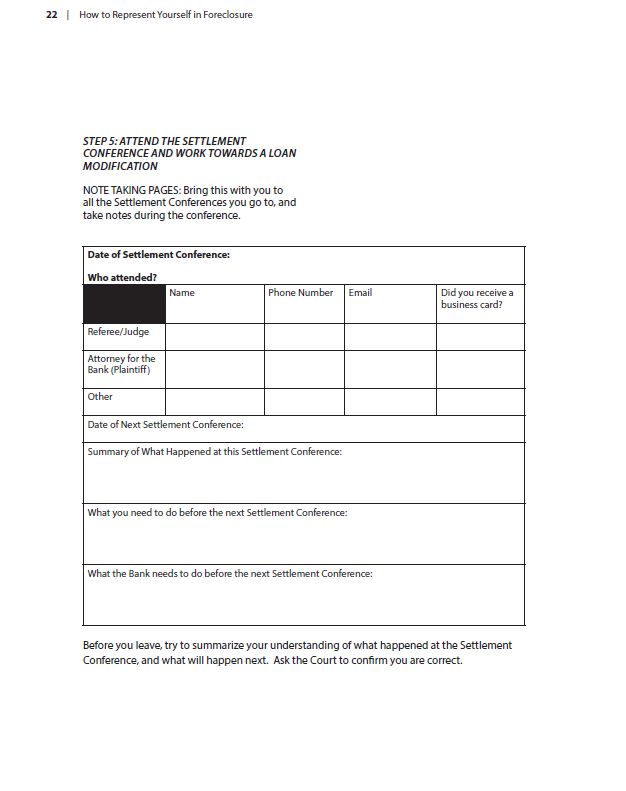 22 | How to Represent Yourself in Foreclosure
STEP 5: ATTEND THE SETTLEMENT
CONFERENCE AND WORK TOWARDS A LOAN
MODIFICATION
NOTE TAKING PAGES: Bring this with you to
all the Settlement Conferences you go to, and
take notes during the conference.
Date of Settlement Conference:
Who attended?
Name Phone Number Email Did you receive a
business card?
Referee/Judge
Attorney for the
Bank (Plaintiff)
Other
Date of Next Settlement Conference:
Summary of What Happened at this Settlement Conference:
What you need to do before the next Settlement Conference:
What the Bank needs to do before the next Settlement Conference:
Before you leave, try to summarize your understanding of what happened at the Settlement
Conference, and what will happen next. Ask the Court to confirm you are correct.